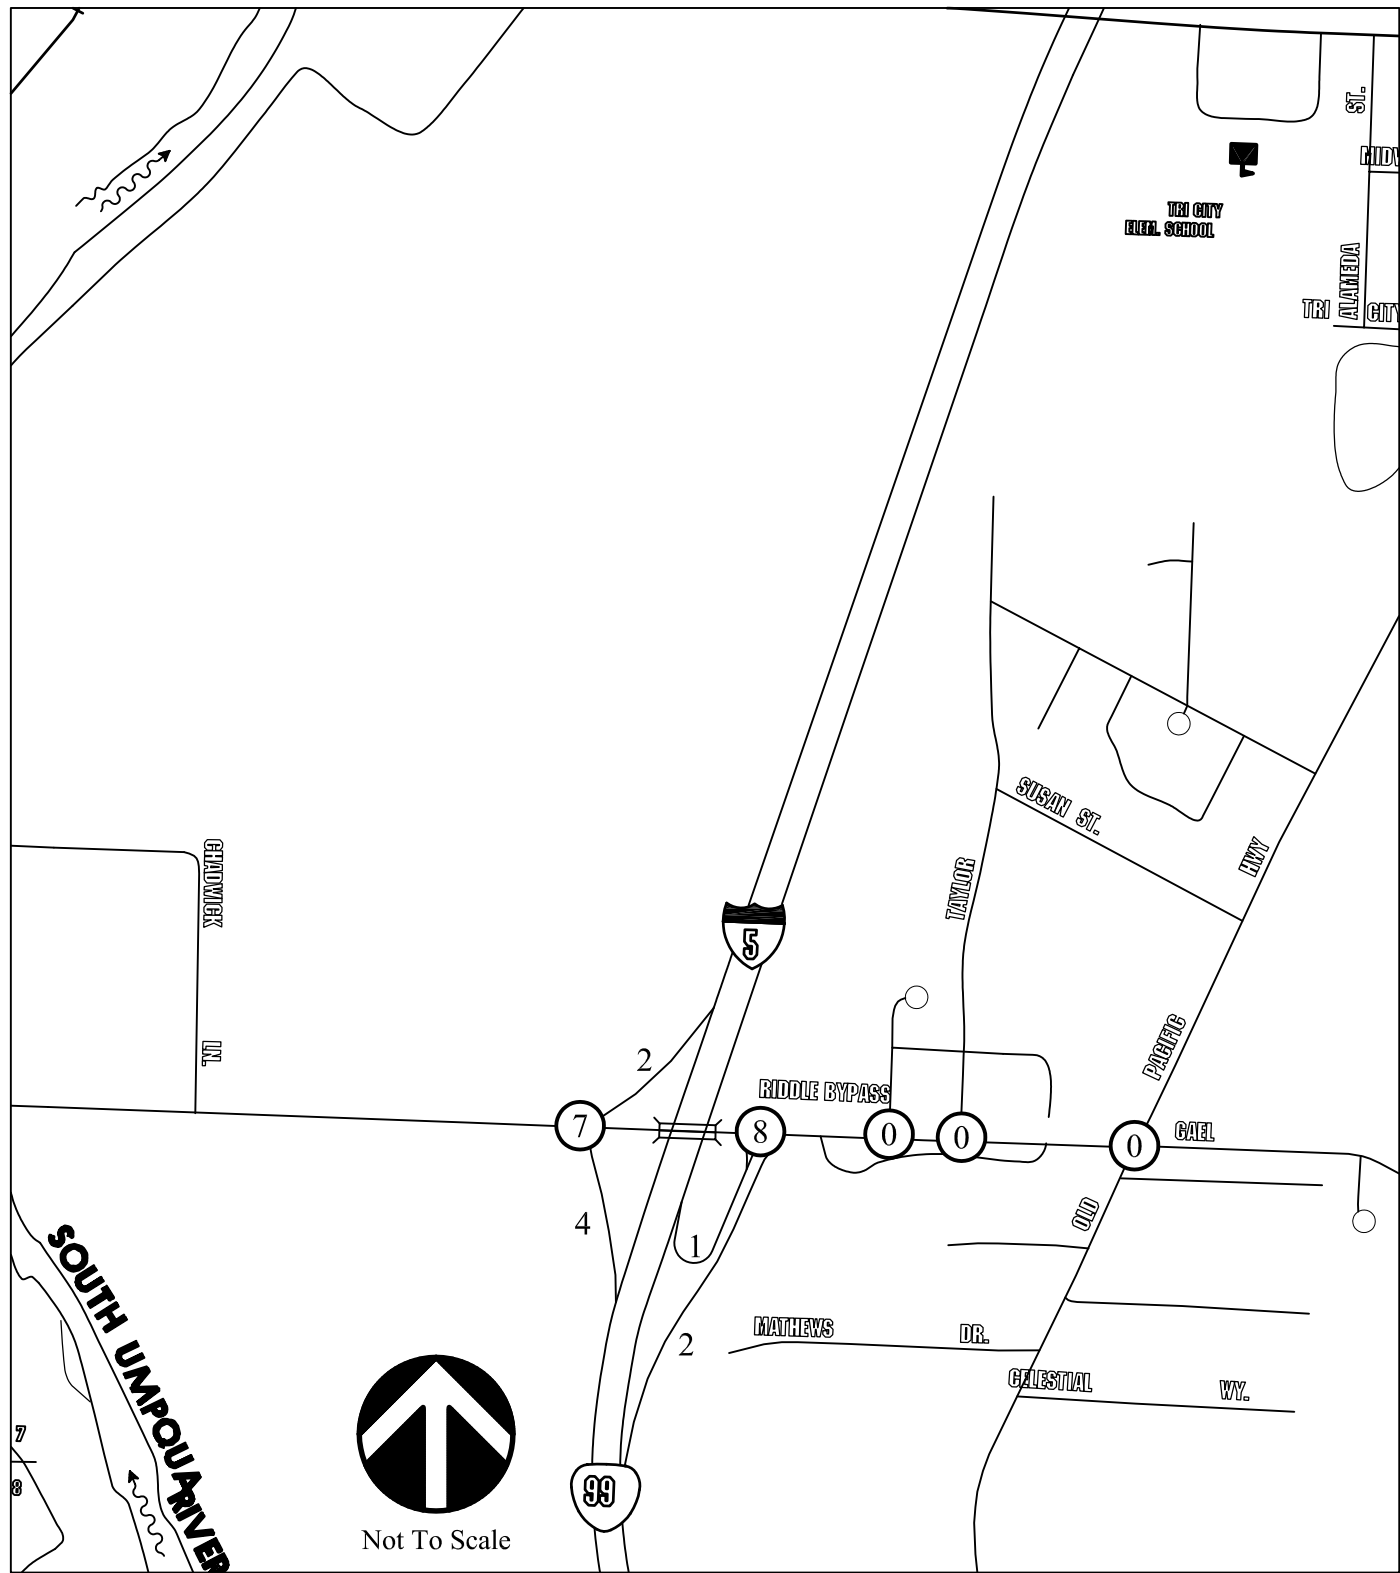 ST.
MIDW
TRI CITY
ELEM. SCHOOL
ALAMEDA
TRI CITY
SUSAN ST.
HWY
TAYLOR
CHADWICK
LN.
5
PACIFIC
2
RIDDLE BYPASS
7
8
0
0
0
GAEL
OLD
4
1
2
MATHEWS DR.
CELESTIAL WY.
SOUTH UMPQUA RIVER
7
8
99
Not To Scale